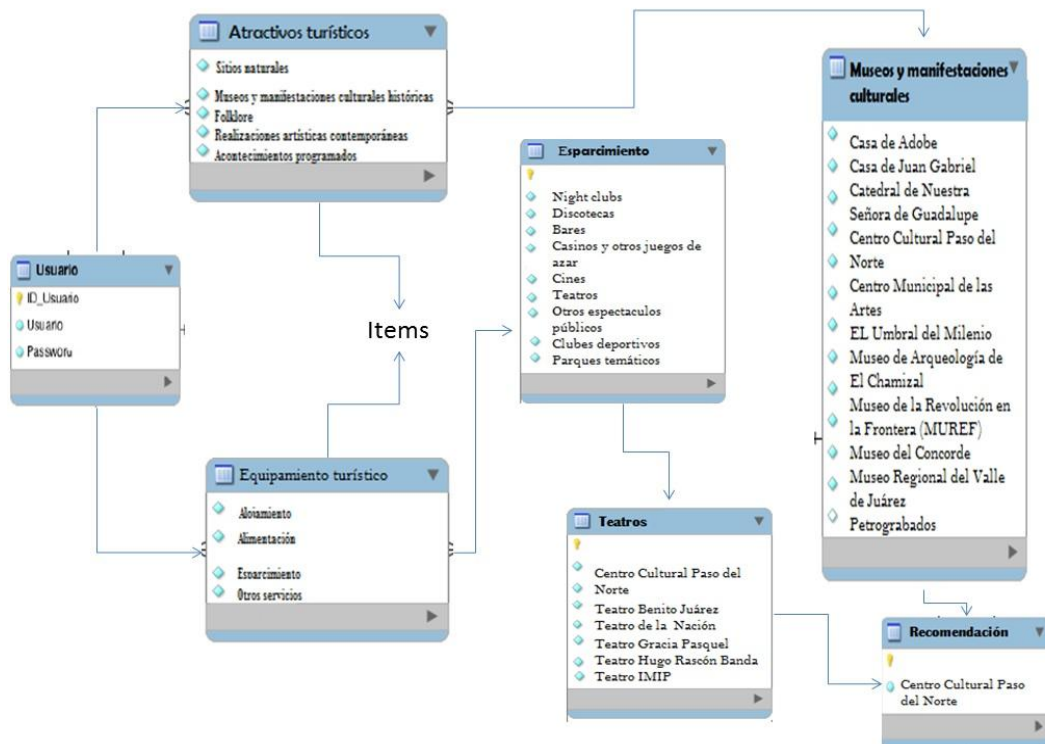 Atractivos turísticos
Sitios naturales
Museos y manifestaciones culturales históricas
Folklore
Realizaciones artísticas contemporáneas
Acontecimientos programados
Museos y manifestaciones
culturales
Casa de Adobe
Casa de Juan Gabriel
Catedral de Nuestra
Señora de Guadalupe
Centro Cultural Paso del
Norte
Centro Municipal de las
Artes
EL Umbral del Milenio
Museo de Arqueología de
El Chamizal
Museo de la Revolución en
la Frontera (MUREF)
Museo del Concorde
Museo Regional del Valle
de Juárez
Petrograbados
Esparcimiento
Night clubs
Discotecas
Bares
Casinos y otros juegos de
azar
Cines
Teatros
Otros espectaculos
públicos
Clubes deportivos
Parques temáticos
Usuario
ID_Usuario
Usuario
Password
Items
Equipamiento turístico
Alojamiento
Alimentación
Esparcimiento
Otros servicios
Teatros
Centro Cultural Paso del
Norte
Teatro Benito Juárez
Teatro de la Nación
Teatro Gracia Pasquel
Teatro Hugo Rascón Banda
Teatro IMIP
Recomendación
Centro Cultural Paso
del Norte